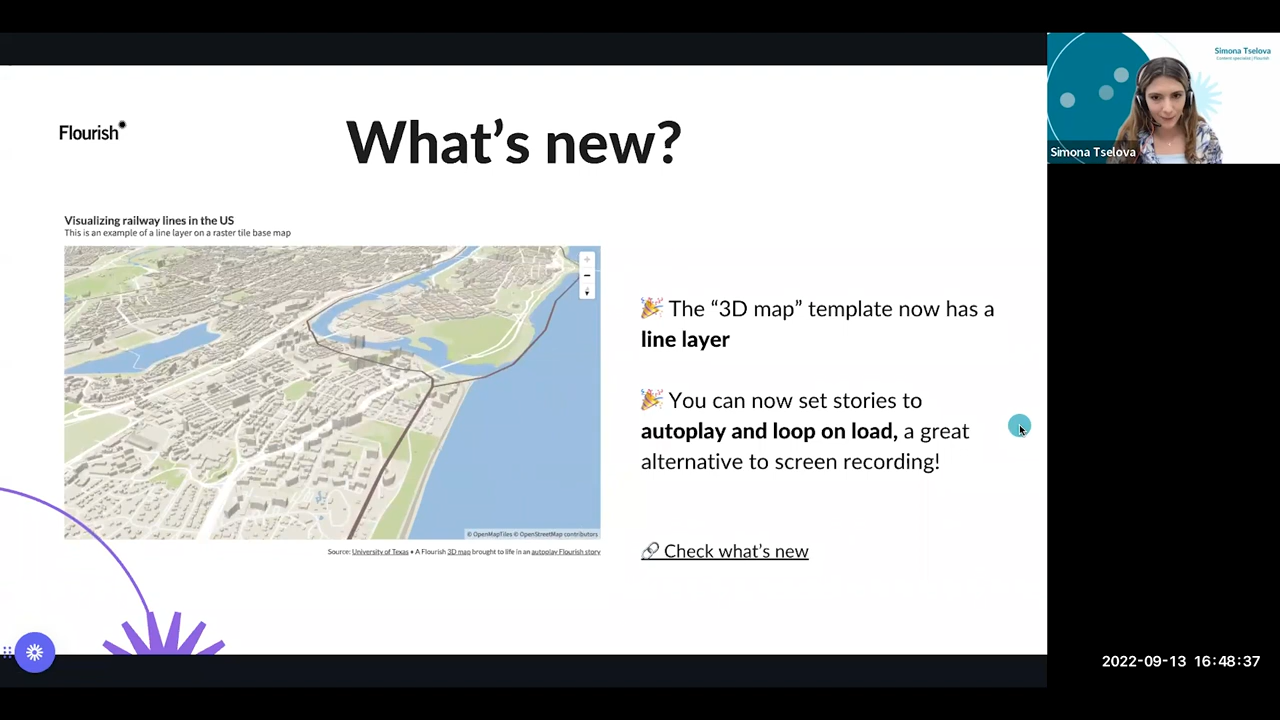 Simona Tselova
Content specialist | Flourish
Simona Tselova
Flourish
What's new?
Visualizing railway lines in the US
This is an example of a line layer on a raster tile base map
+
−
© OpenMapTiles © OpenStreetMap contributors
Source: University of Texas • A Flourish 3D map brought to life in an autoplay Flourish story
🎉 The “3D map” template now has a
line layer
🎉 You can now set stories to
autoplay and loop on load, a great
alternative to screen recording!
🔗 Check what's new
2022-09-13 16:48:37